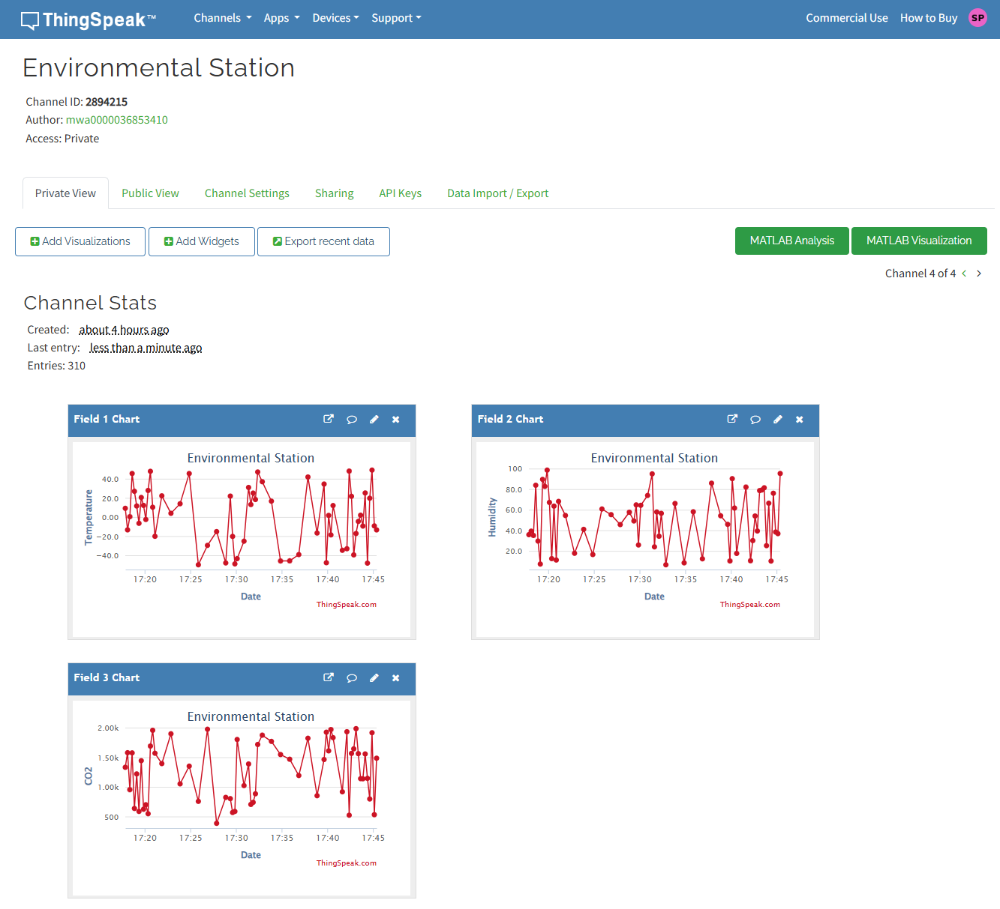 ThingSpeak™ Channels Apps Devices Support Commercial Use How to Buy SP
Environmental Station
Channel ID: 2894215
Author: mwa0000036853410
Access: Private
Private View Public View Channel Settings Sharing API Keys Data Import / Export
Add Visualizations Add Widgets Export recent data MATLAB Analysis MATLAB Visualization
Channel 4 of 4 < >
Channel Stats
Created: about 4 hours ago
Last entry: less than a minute ago
Entries: 310
Field 1 Chart
Environmental Station
Temperature
40.0
20.0
0.00
-20.0
-40.0
17:20 17:25 17:30 17:35 17:40 17:45
Date
ThingSpeak.com
Field 2 Chart
Environmental Station
Humidity
100
80.0
60.0
40.0
20.0
17:20 17:25 17:30 17:35 17:40 17:45
Date
ThingSpeak.com
Field 3 Chart
Environmental Station
CO2
2.00k
1.50k
1.00k
500
17:20 17:25 17:30 17:35 17:40 17:45
Date
ThingSpeak.com